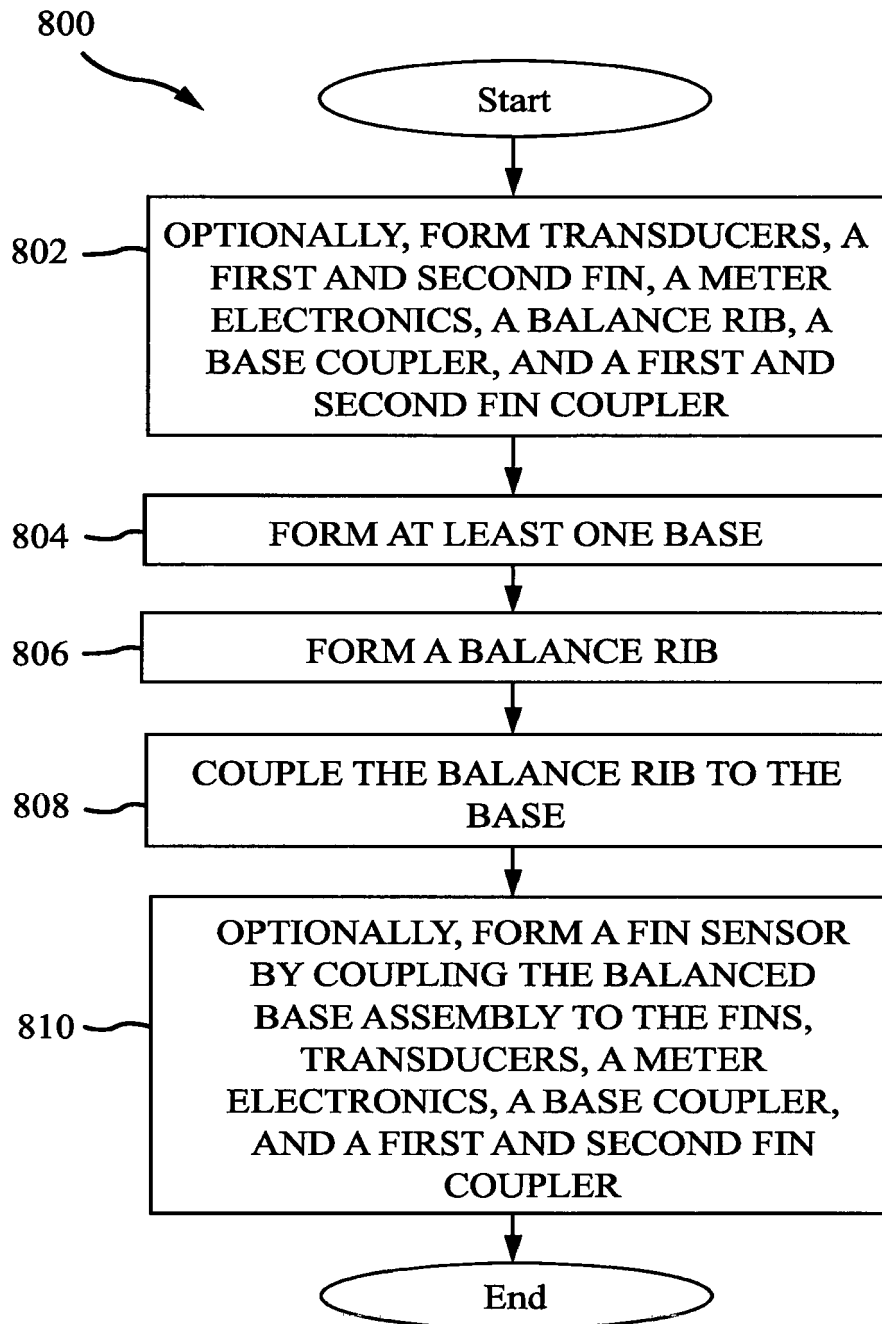 800
Start
802
OPTIONALLY, FORM TRANSDUCERS, A
FIRST AND SECOND FIN, A METER
ELECTRONICS, A BALANCE RIB, A
BASE COUPLER, AND A FIRST AND
SECOND FIN COUPLER
804
FORM AT LEAST ONE BASE
806
FORM A BALANCE RIB
808
COUPLE THE BALANCE RIB TO THE
BASE
810
OPTIONALLY, FORM A FIN SENSOR
BY COUPLING THE BALANCED
BASE ASSEMBLY TO THE FINS,
TRANSDUCERS, A METER
ELECTRONICS, A BASE COUPLER,
AND A FIRST AND SECOND FIN
COUPLER
End